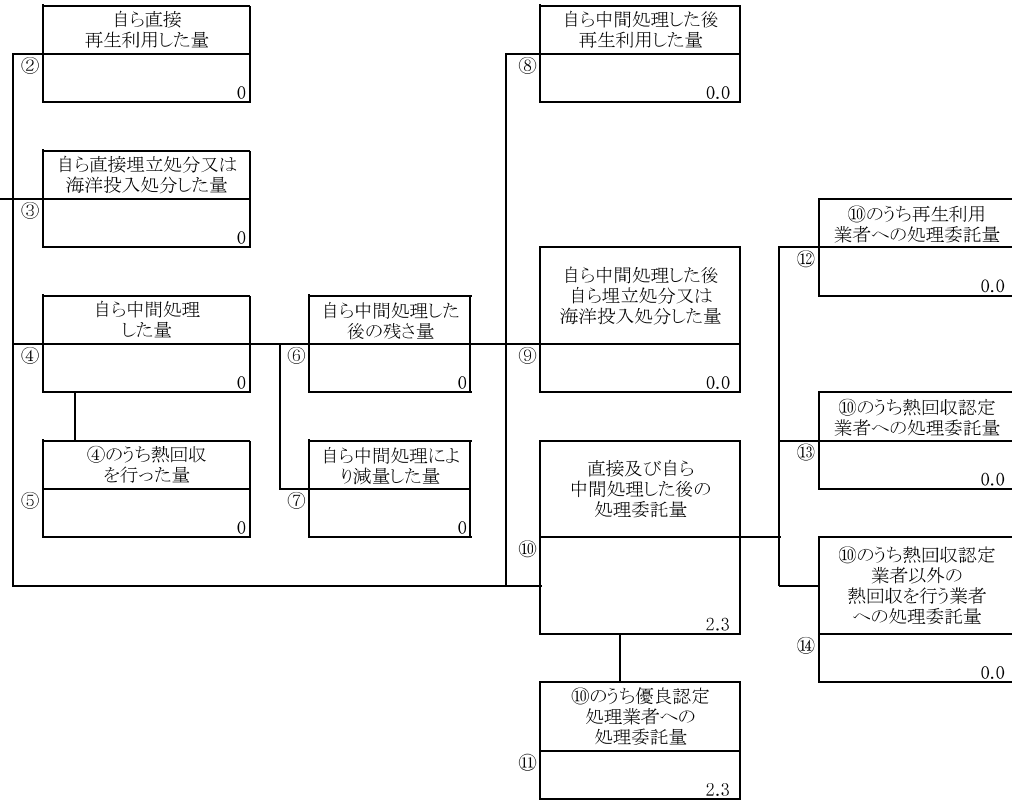 自ら直接
再生利用した量
②
0
自ら直接埋立処分又は
海洋投入処分した量
③
0
自ら中間処理
した量
④
0
④のうち熱回収
を行った量
⑤
0
自ら中間処理した
後の残さ量
⑥
0
自ら中間処理によ
り減量した量
⑦
0
自ら中間処理した後
再生利用した量
⑧
0.0
自ら中間処理した後
自ら埋立処分又は
海洋投入処分した量
⑨
0.0
直接及び自ら
中間処理した後の
処理委託量
⑩
2.3
⑩のうち優良認定
処理業者への
処理委託量
⑪
2.3
⑩のうち再生利用
業者への処理委託量
⑫
0.0
⑩のうち熱回収認定
業者への処理委託量
⑬
0.0
⑩のうち熱回収認定
業者以外の
熱回収を行う業者
への処理委託量
⑭
0.0